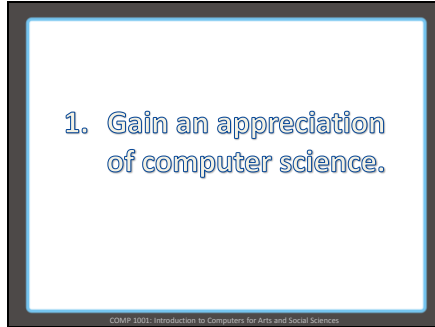 1. Gain an appreciation
of computer science.
COMP 1001: Introduction to Computers for Arts and Social Sciences